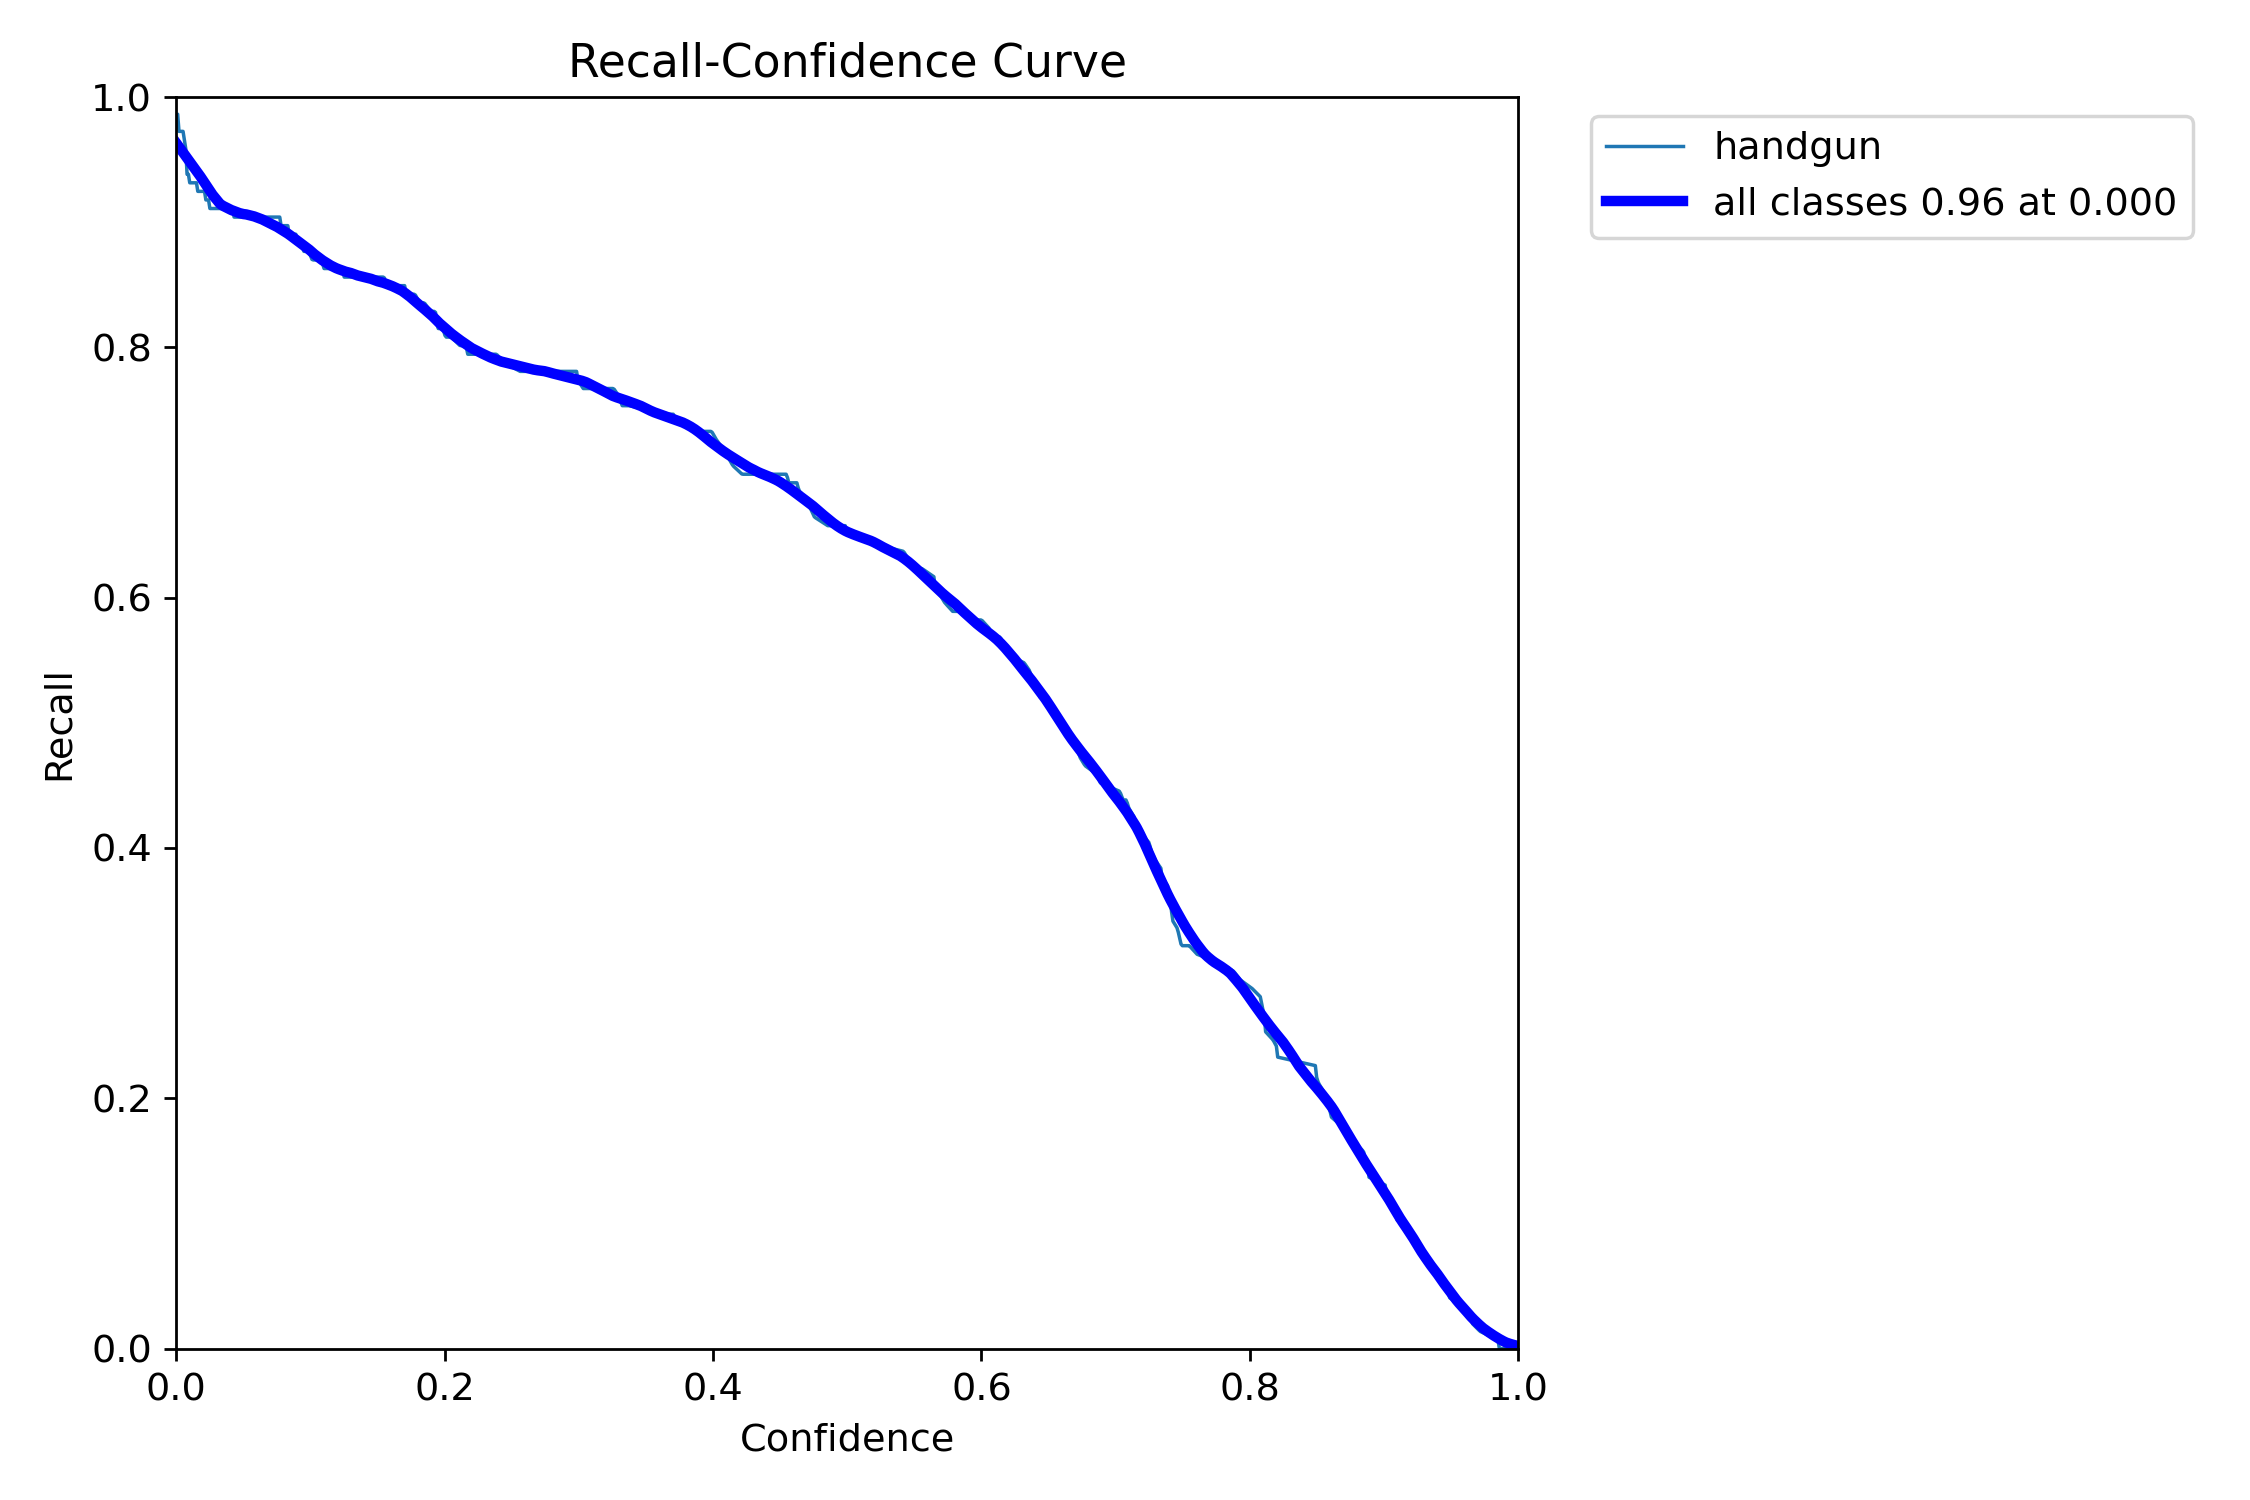 Recall-Confidence Curve
handgun
all classes 0.96 at 0.000
1.0
0.8
0.6
0.4
0.2
0.0
Recall
0.0 0.2 0.4 0.6 0.8 1.0
Confidence